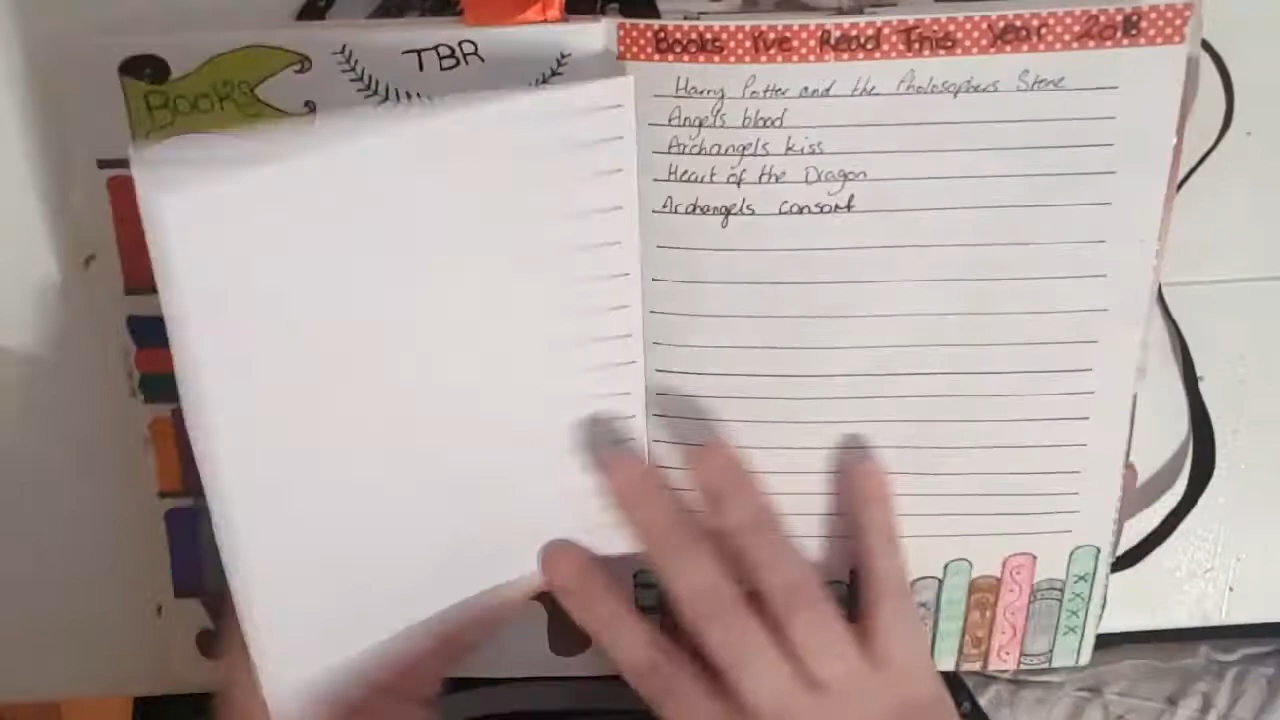 Books
TBR
Books I've Read This Year 2018
Harry Potter and the Pholosophers Stone
Angels blood
Archangels kiss
Heart of the Dragon
Archangels consort